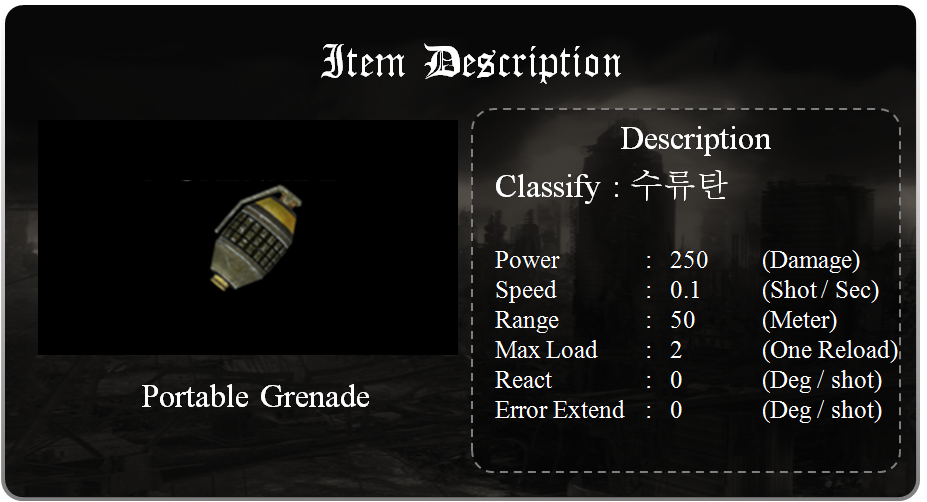 Item Description
Portable Grenade
Description
Classify : 수류탄
Power : 250 (Damage)
Speed : 0.1 (Shot / Sec)
Range : 50 (Meter)
Max Load : 2 (One Reload)
React : 0 (Deg / shot)
Error Extend : 0 (Deg / shot)